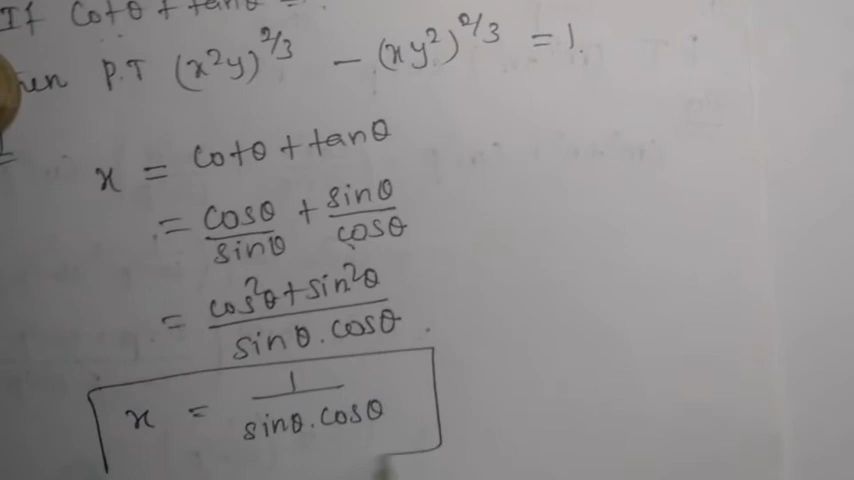 If Cotθ + tanθ =
P.T (x²y)^2/3 - (xy²)^2/3 = 1.
x = Cotθ + tanθ
= Cosθ/sinθ + sinθ/cosθ
= cos²θ+sin²θ/sinθ.cosθ.
x = 1/sinθ.cosθ